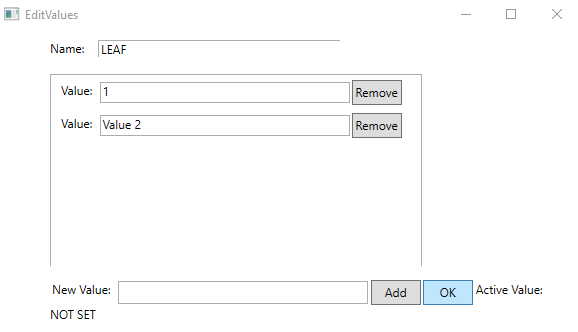 EditValues
Name: LEAF
Value: 1 Remove
Value: Value 2 Remove
New Value: Add OK Active Value:
NOT SET